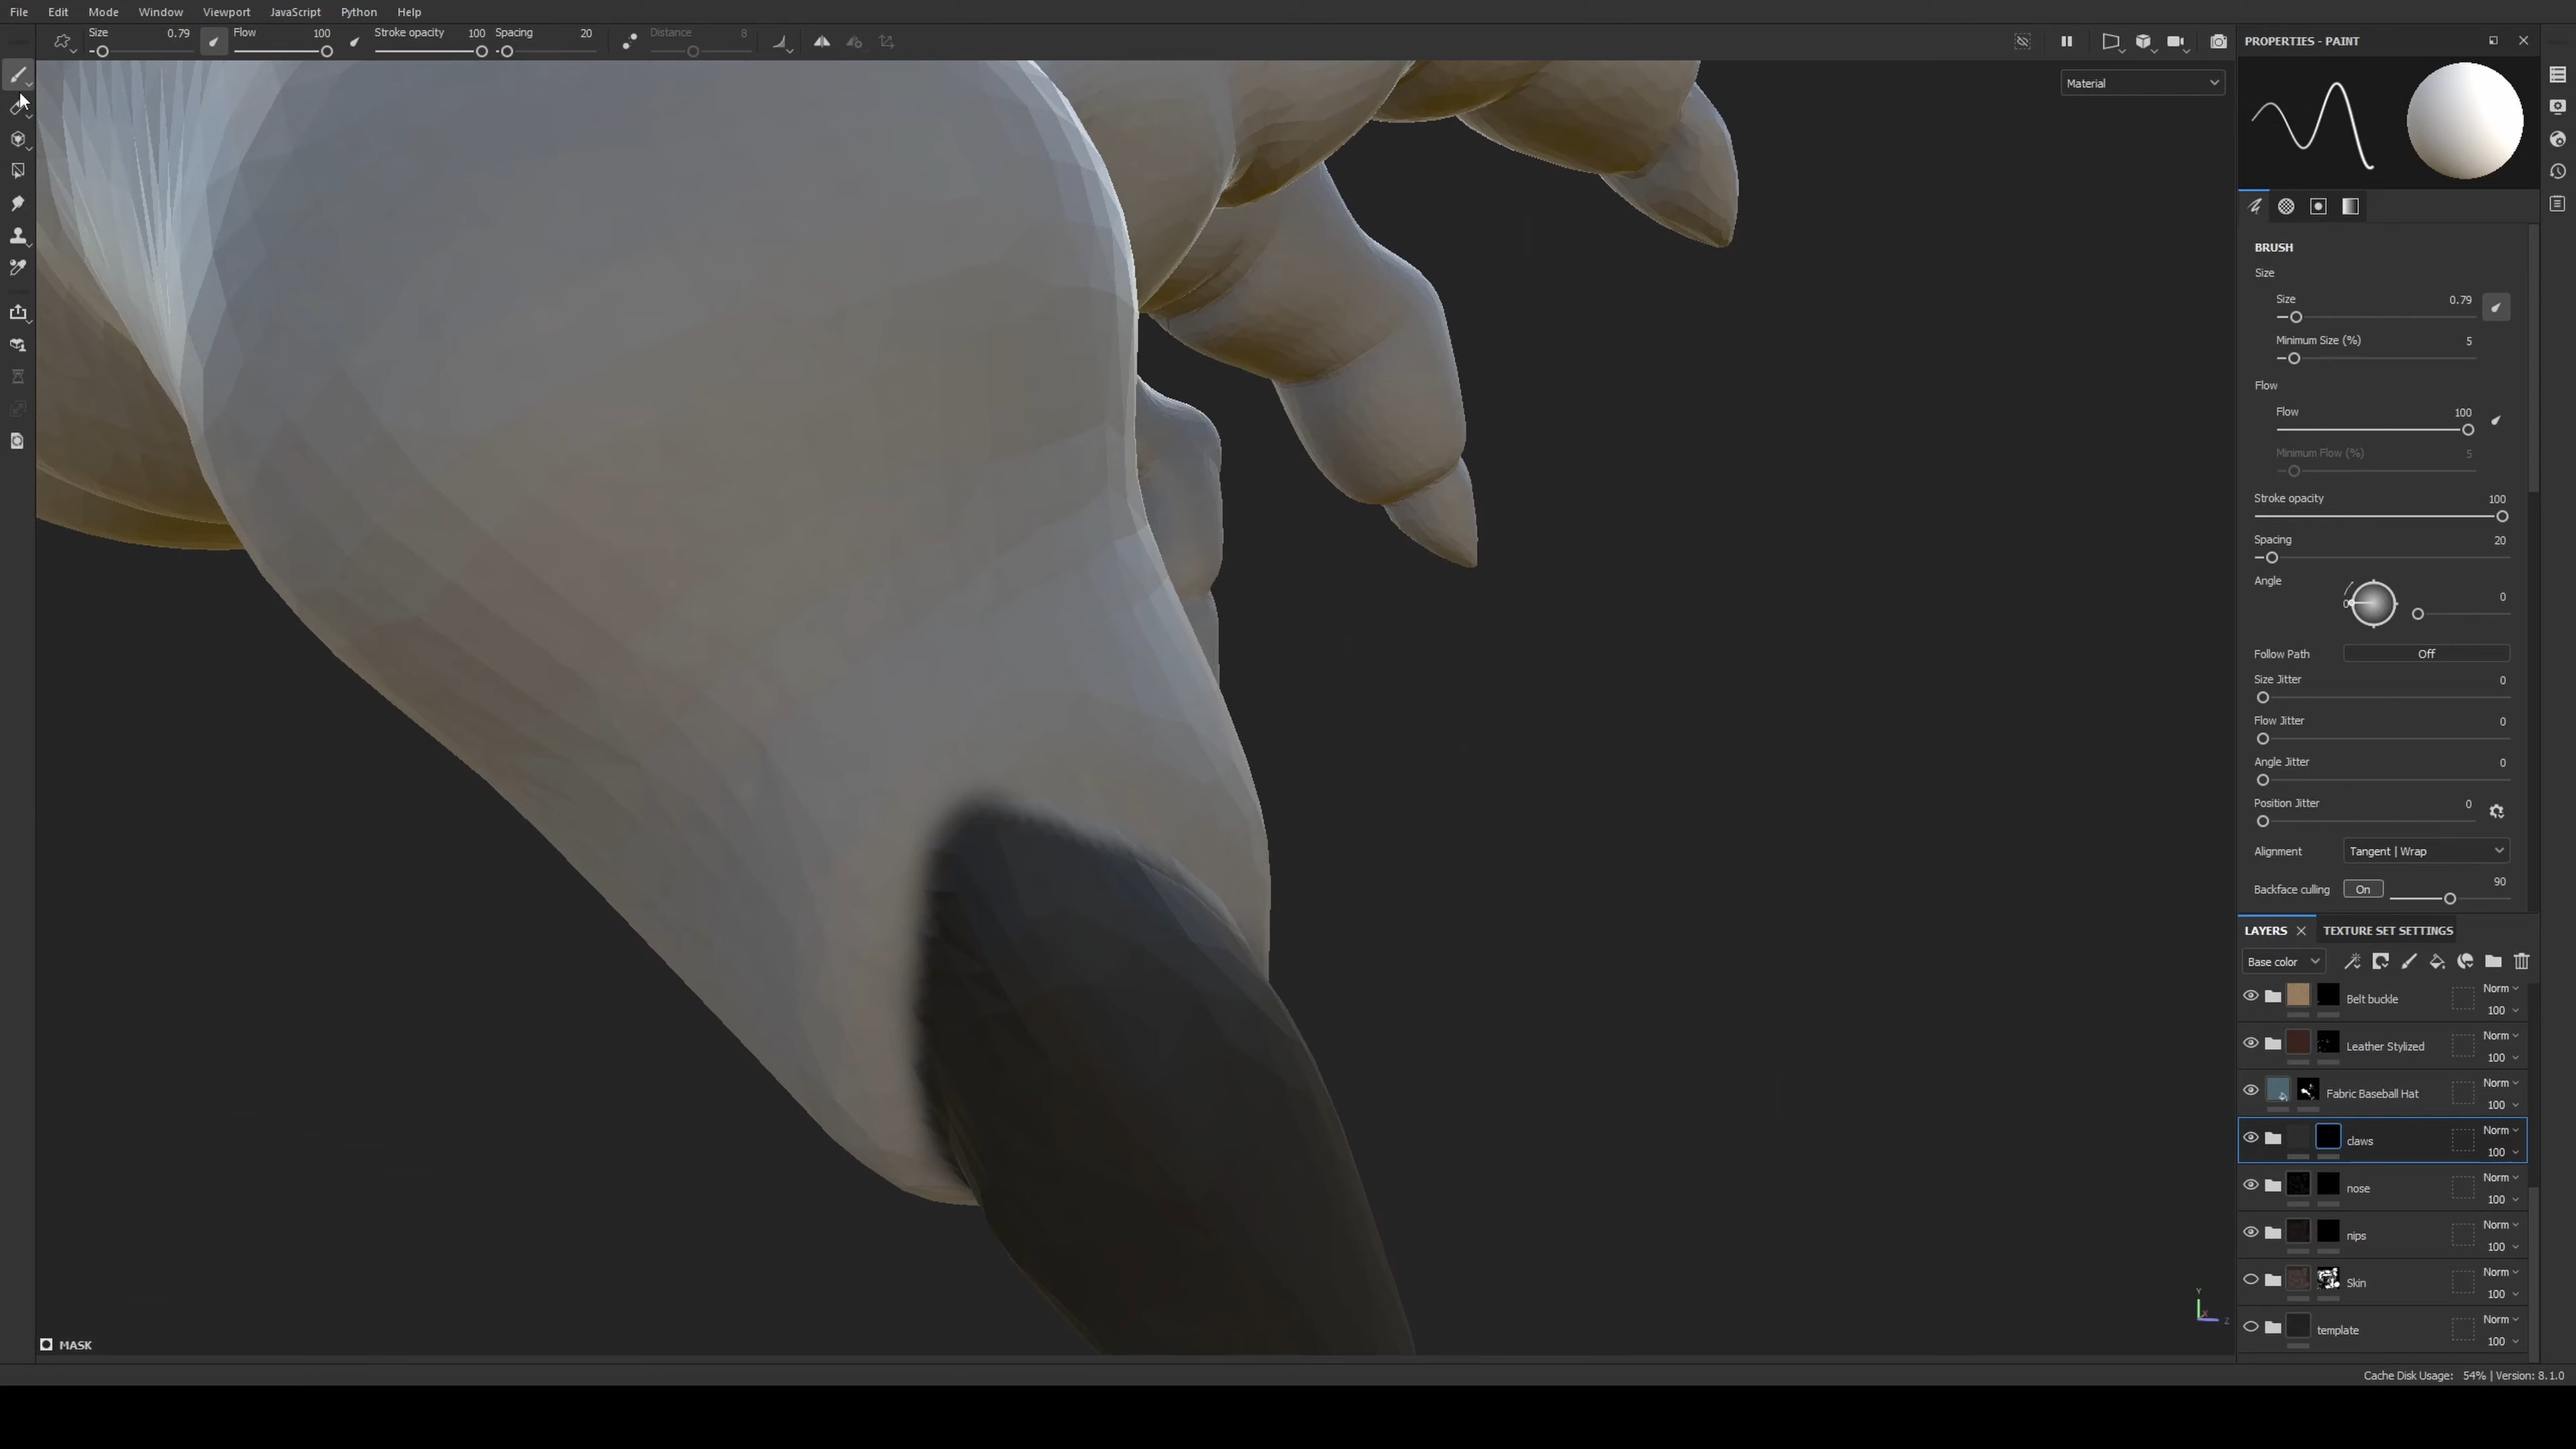 File Edit Mode Window Viewport JavaScript Python Help
Size 0.79 Flow 100 Stroke opacity 100 Spacing 20 Distance 8
Material
PROPERTIES - PAINT
BRUSH
Size
Size 0.79
Minimum Size (%) 5
Flow
Flow 100
Minimum Flow (%) 5
Stroke opacity 100
Spacing 20
Angle 0 0
Follow Path Off
Size Jitter 0
Flow Jitter 0
Angle Jitter 0
Position Jitter 0
Alignment Tangent | Wrap
Backface culling On 90
LAYERS TEXTURE SET SETTINGS
Base color
Belt buckle Norm 100
Leather Stylized Norm 100
Fabric Baseball Hat Norm 100
claws Norm 100
nose Norm 100
nips Norm 100
Skin Norm 100
template Norm 100
Y
Z
MASK
Cache Disk Usage: 54% | Version: 8.1.0